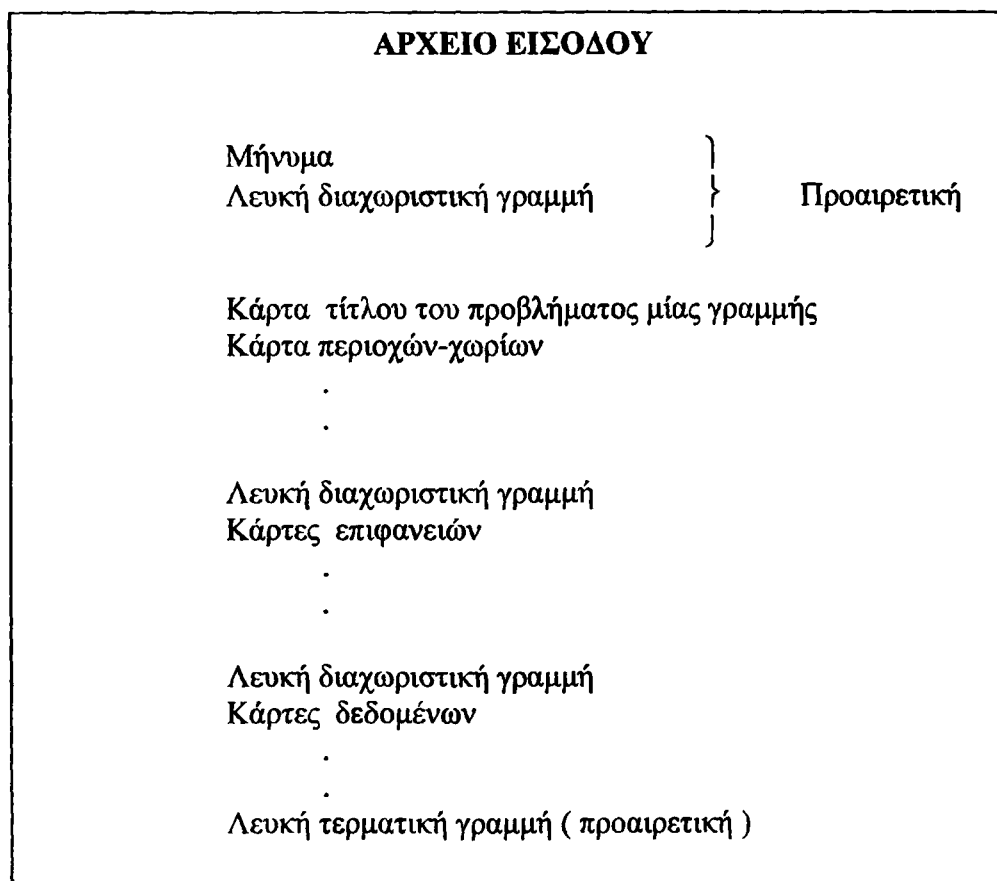 ΑΡΧΕΙΟ ΕΙΣΟΔΟΥ
Μήνυμα
Λευκή διαχωριστική γραμμή Προαιρετική
Κάρτα τίτλου του προβλήματος μίας γραμμής
Κάρτα περιοχών-χωρίων
.
.
Λευκή διαχωριστική γραμμή
Κάρτες επιφανειών
.
.
Λευκή διαχωριστική γραμμή
Κάρτες δεδομένων
.
.
Λευκή τερματική γραμμή ( προαιρετική )